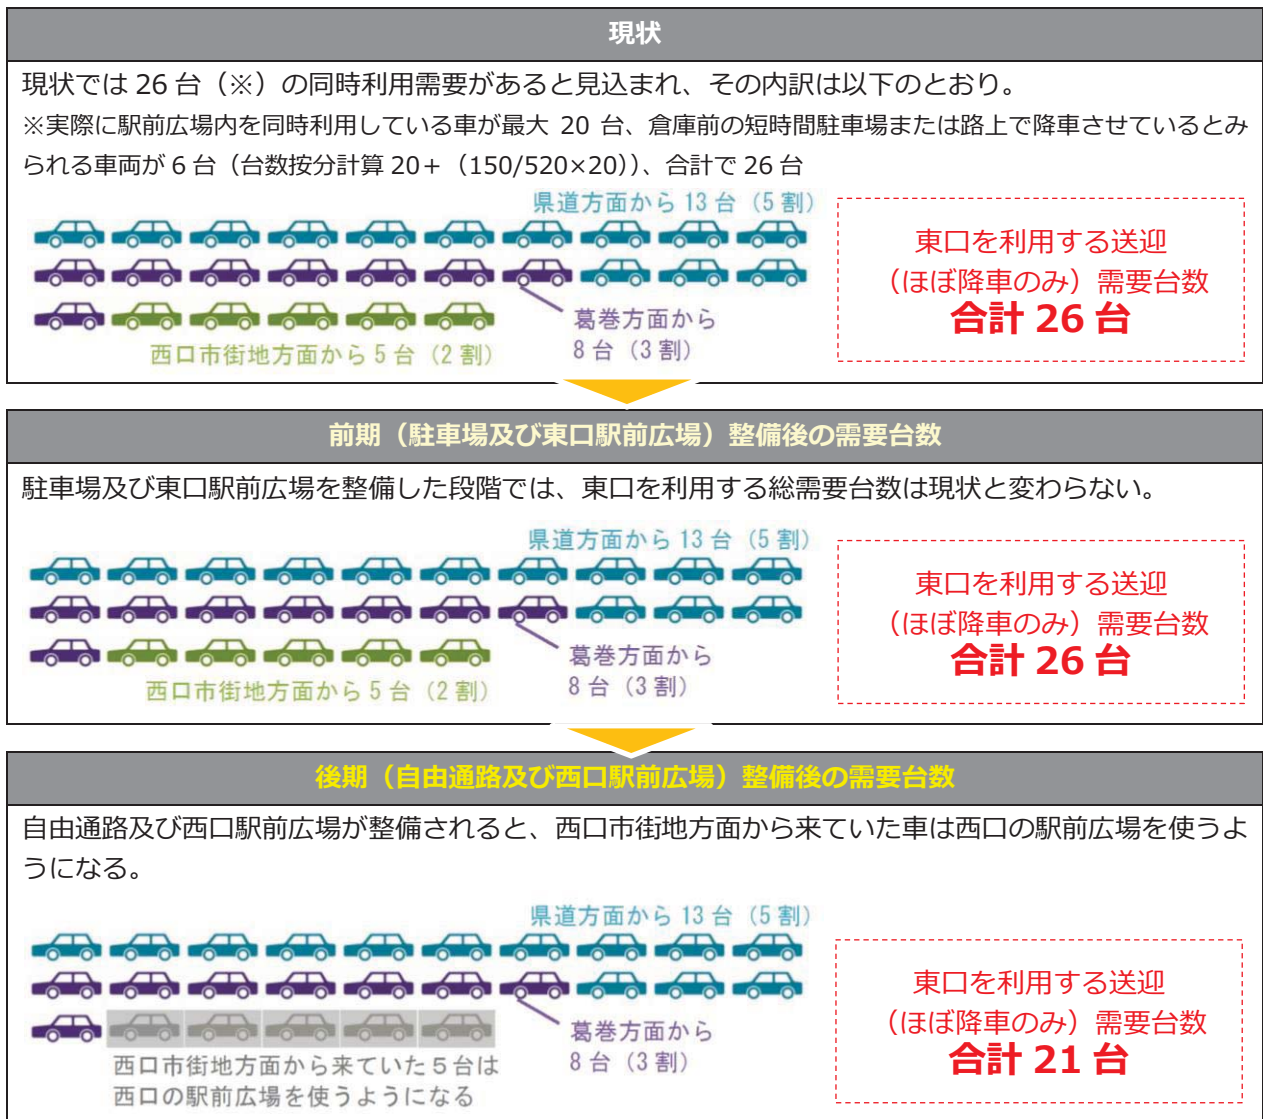 現状
現状では 26 台（※）の同時利用需要があると見込まれ、その内訳は以下のとおり。
※実際に駅前広場内を同時利用している車が最大 20 台、倉庫前の短時間駐車場または路上で降車させているとみ
られる車両が 6 台（台数按分計算 20＋（150/520×20））、合計で 26 台
県道方面から 13 台（5 割）
葛巻方面から
8 台（3 割）
西口市街地方面から 5 台（2 割）
東口を利用する送迎
（ほぼ降車のみ）需要台数
合計 26 台
前期（駐車場及び東口駅前広場）整備後の需要台数
駐車場及び東口駅前広場を整備した段階では、東口を利用する総需要台数は現状と変わらない。
県道方面から 13 台（5 割）
葛巻方面から
8 台（3 割）
西口市街地方面から 5 台（2 割）
東口を利用する送迎
（ほぼ降車のみ）需要台数
合計 26 台
後期（自由通路及び西口駅前広場）整備後の需要台数
自由通路及び西口駅前広場が整備されると、西口市街地方面から来ていた車は西口の駅前広場を使うよ
うになる。
県道方面から 13 台（5 割）
葛巻方面から
8 台（3 割）
西口市街地方面から来ていた 5 台は
西口の駅前広場を使うようになる
東口を利用する送迎
（ほぼ降車のみ）需要台数
合計 21 台